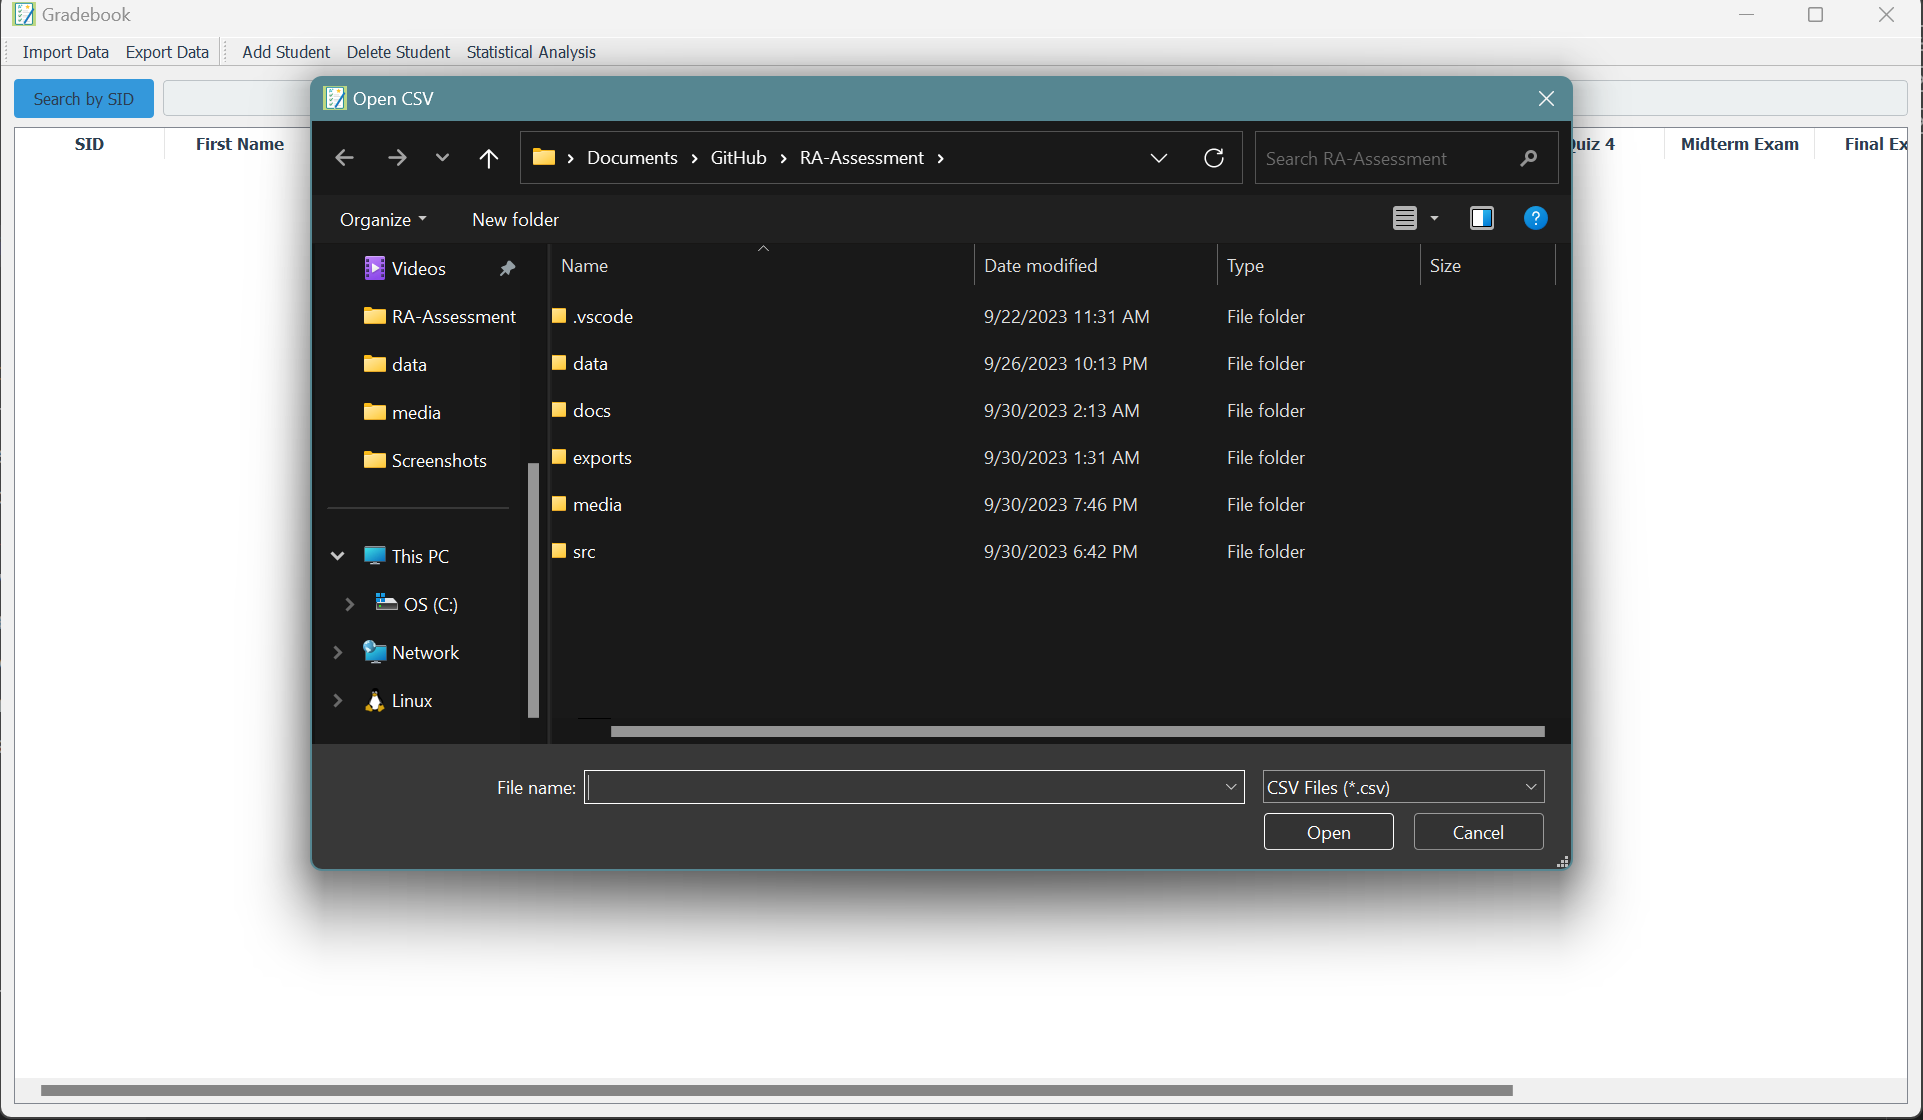 Gradebook
Import Data Export Data Add Student Delete Student Statistical Analysis
Search by SID
Open CSV
SID First Name Quiz 4 Midterm Exam Final Ex
Documents GitHub RA-Assessment
Search RA-Assessment
Organize New folder
Name Date modified Type Size
Videos
RA-Assessment
data
media
Screenshots
This PC
OS (C:)
Network
Linux
.vscode 9/22/2023 11:31 AM File folder
data 9/26/2023 10:13 PM File folder
docs 9/30/2023 2:13 AM File folder
exports 9/30/2023 1:31 AM File folder
media 9/30/2023 7:46 PM File folder
src 9/30/2023 6:42 PM File folder
File name: CSV Files (*.csv)
Open Cancel